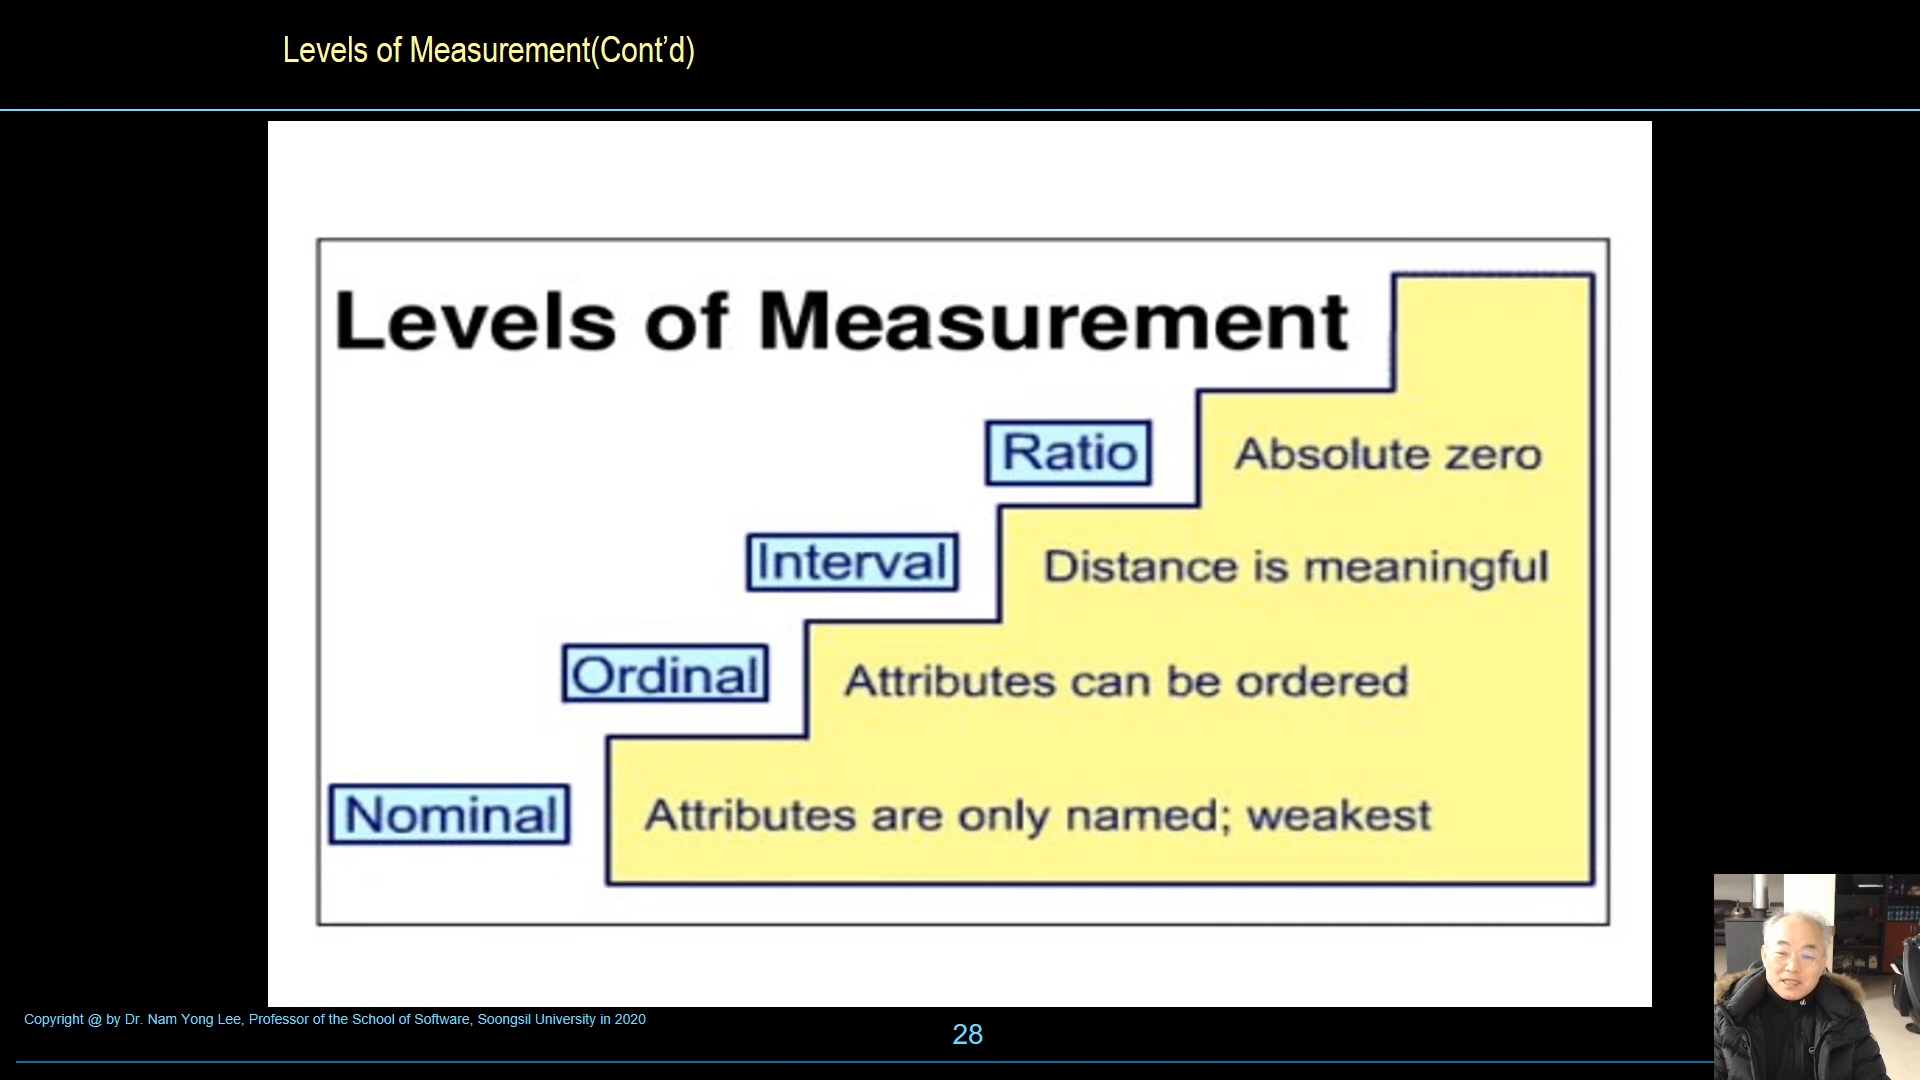 Levels of Measurement(Cont’d)
Levels of Measurement
Ratio
Absolute zero
Interval
Distance is meaningful
Ordinal
Attributes can be ordered
Nominal
Attributes are only named; weakest
Copyright @ by Dr. Nam Yong Lee, Professor of the School of Software, Soongsil University in 2020
28